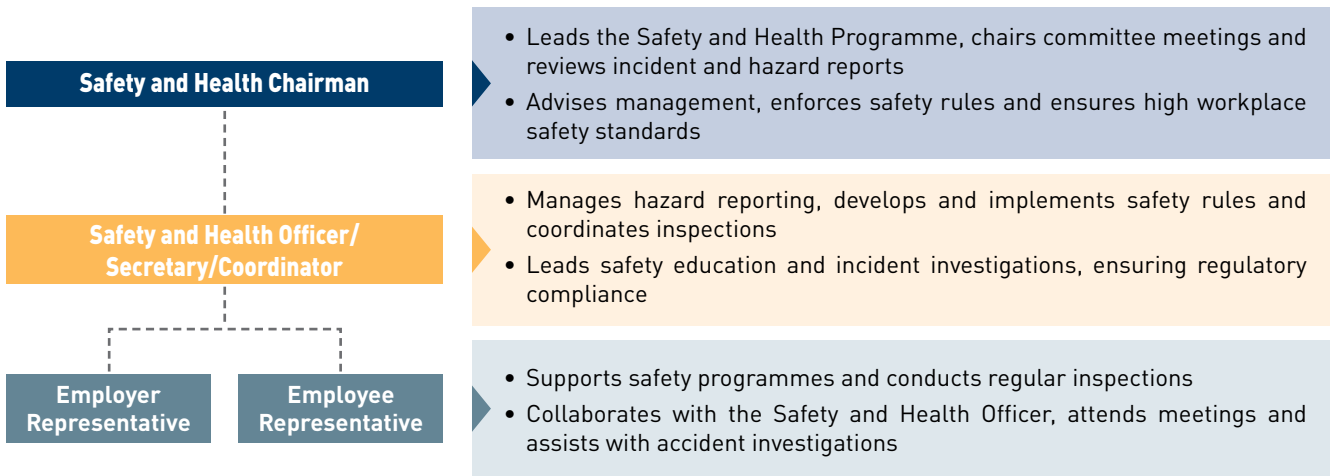 Safety and Health Chairman
• Leads the Safety and Health Programme, chairs committee meetings and
reviews incident and hazard reports
• Advises management, enforces safety rules and ensures high workplace
safety standards
Safety and Health Officer/
Secretary/Coordinator
• Manages hazard reporting, develops and implements safety rules and
coordinates inspections
• Leads safety education and incident investigations, ensuring regulatory
compliance
Employer
Representative
Employee
Representative
• Supports safety programmes and conducts regular inspections
• Collaborates with the Safety and Health Officer, attends meetings and
assists with accident investigations